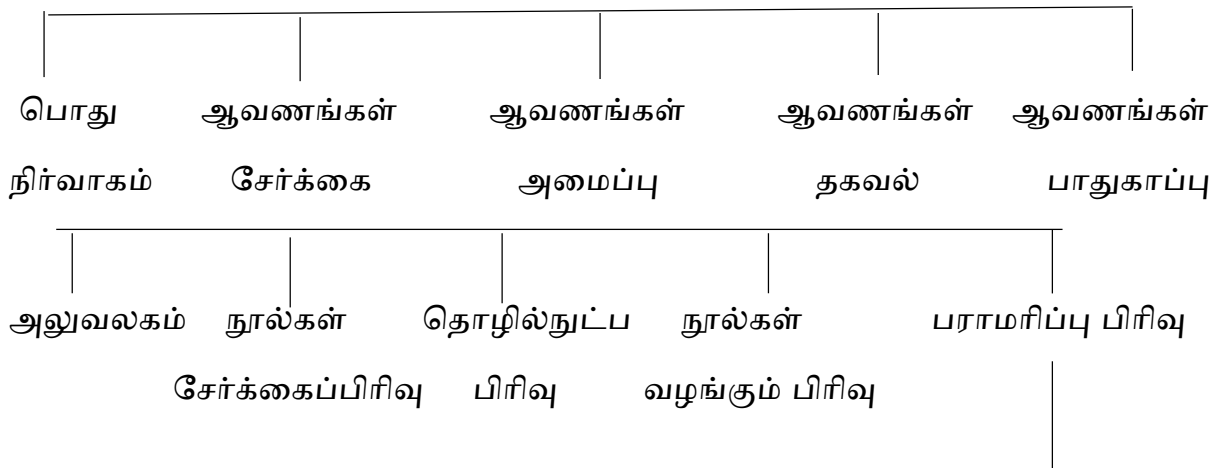 பொது ஆவணங்கள் ஆவணங்கள் ஆவணங்கள் ஆவணங்கள்
நிர்வாகம் சேர்க்கை அமைப்பு தகவல் பாதுகாப்பு
அலுவலகம் நூல்கள் தொழில்நுட்ப நூல்கள் பராமரிப்பு பிரிவு
சேர்க்கைப்பிரிவு பிரிவு வழங்கும் பிரிவு